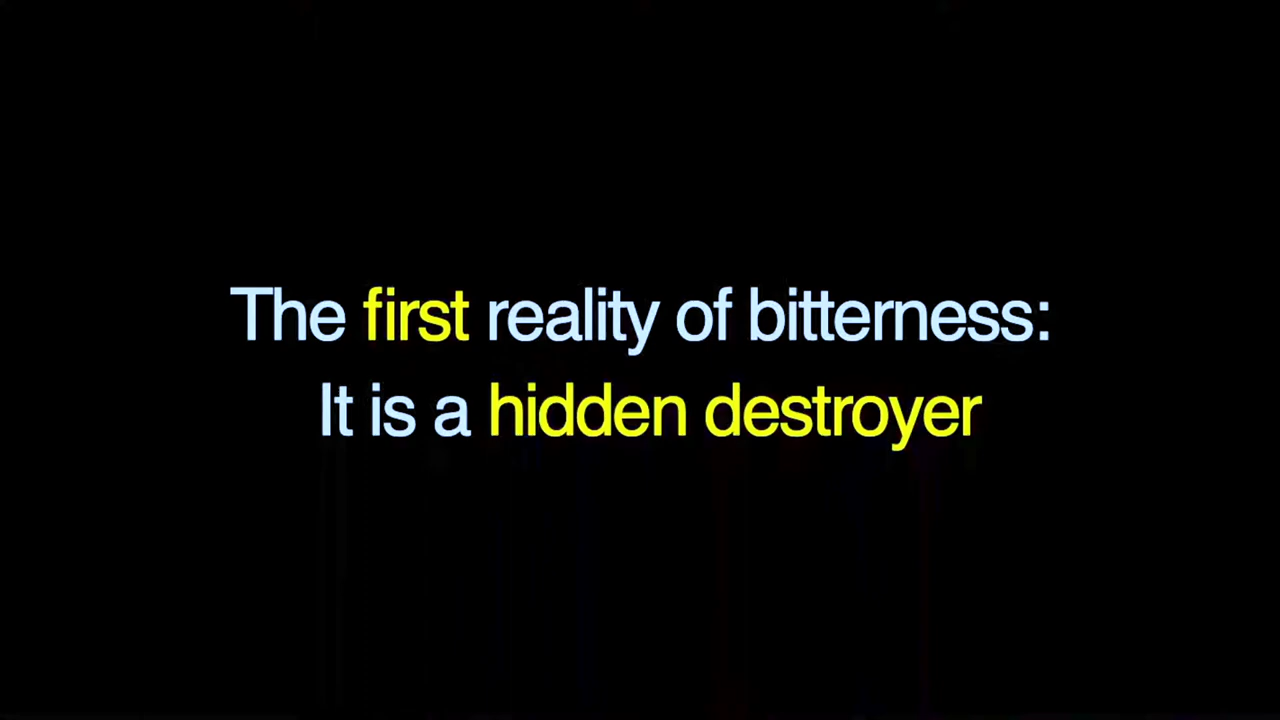 The first reality of bitterness:
It is a hidden destroyer